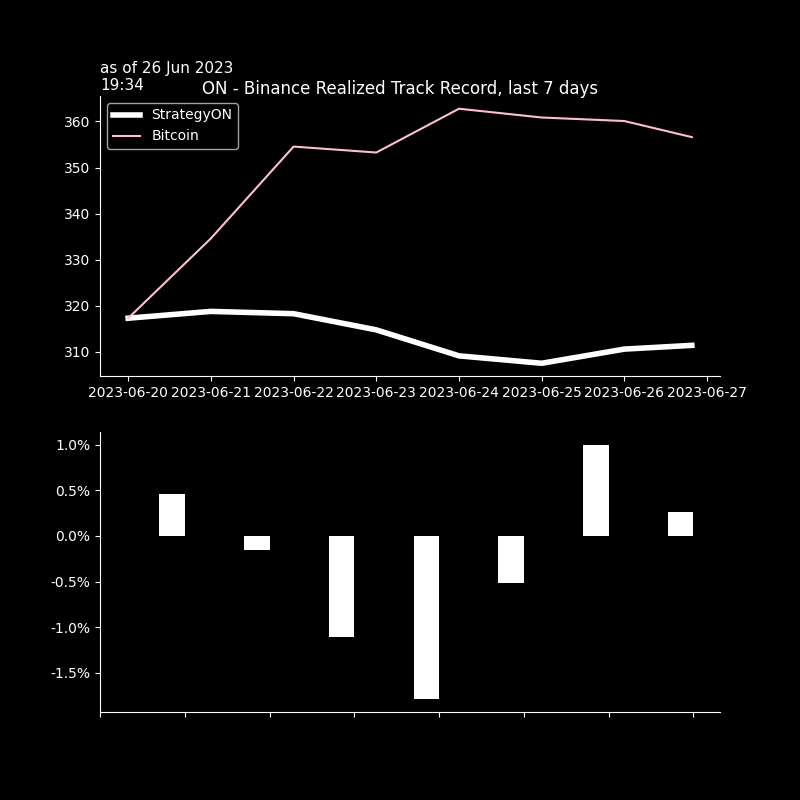 as of 26 Jun 2023
19:34
ON - Binance Realized Track Record, last 7 days
StrategyON
Bitcoin
360
350
340
330
320
310
2023-06-20 2023-06-21 2023-06-22 2023-06-23 2023-06-24 2023-06-25 2023-06-26 2023-06-27
1.0%
0.5%
0.0%
-0.5%
-1.0%
-1.5%